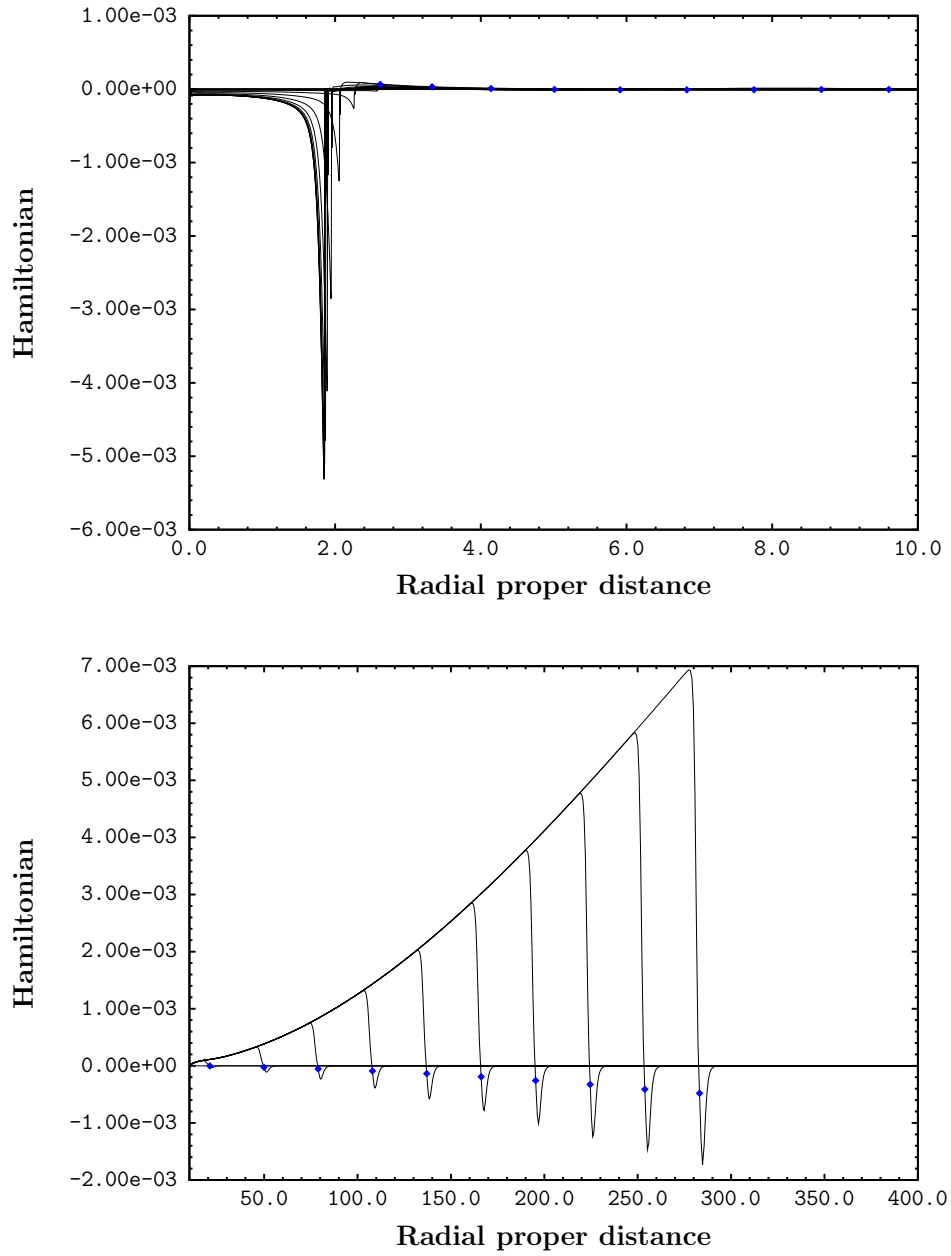 1.00e-03
0.00e+00
-1.00e-03
-2.00e-03
-3.00e-03
-4.00e-03
-5.00e-03
-6.00e-03
Hamiltonian
0.0 2.0 4.0 6.0 8.0 10.0
Radial proper distance
7.00e-03
6.00e-03
5.00e-03
4.00e-03
3.00e-03
2.00e-03
1.00e-03
0.00e+00
-1.00e-03
-2.00e-03
Hamiltonian
50.0 100.0 150.0 200.0 250.0 300.0 350.0 400.0
Radial proper distance